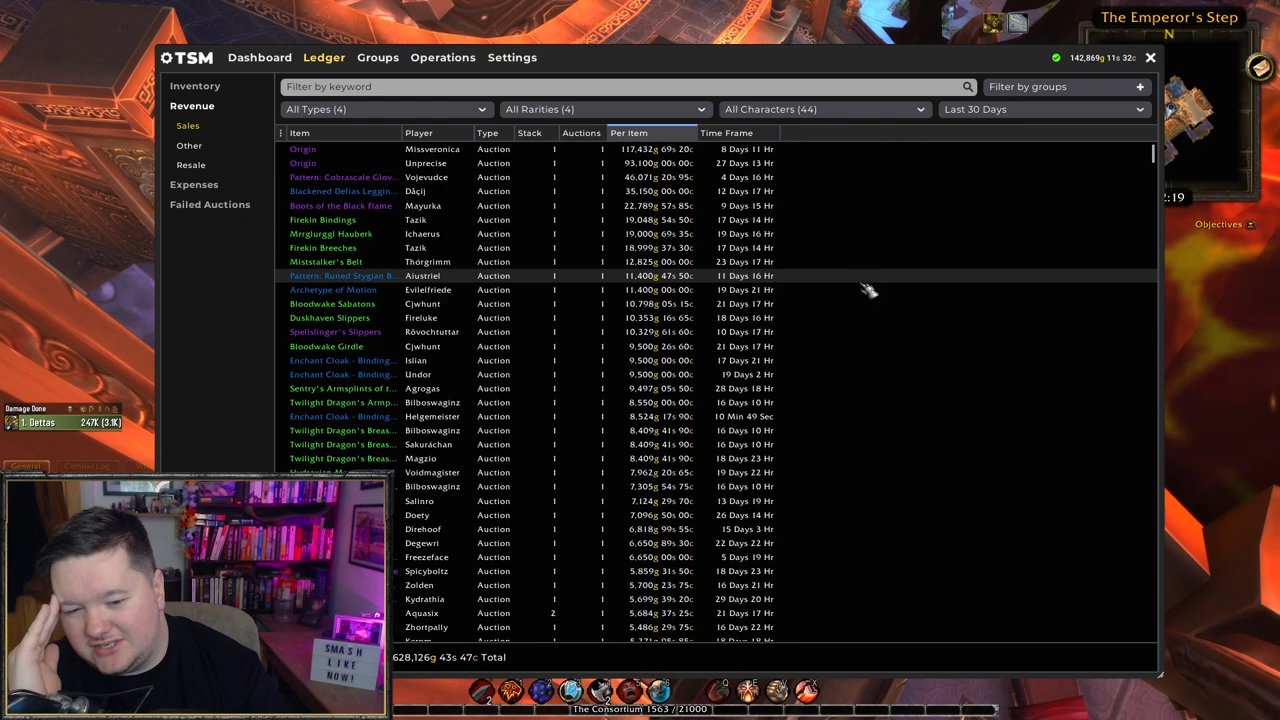 The Emperor's Step
N
TSM Dashboard Ledger Groups Operations Settings 142,869g 11s 32c
Inventory
Revenue
Sales
Other
Resale
Expenses
Failed Auctions
Filter by keyword Filter by groups
All Types (4) All Rarities (4) All Characters (44) Last 30 Days
Item Player Type Stack Auctions Per Item Time Frame
Origin Missveronica Auction 1 1 117,432g 69s 20c 8 Days 11 Hr
Origin Unprecise Auction 1 1 93,100g 00s 00c 27 Days 13 Hr
Pattern: Cobrascale Glov... Vojevudce Auction 1 1 46,071g 20s 95c 4 Days 16 Hr
Blackened Defias Leggin... Dâçij Auction 1 1 35,150g 00s 00c 12 Days 17 Hr
Boots of the Black Flame Mayurka Auction 1 1 22,789g 57s 85c 9 Days 15 Hr
Firekin Bindings Tazik Auction 1 1 19,048g 54s 50c 17 Days 14 Hr
Mrrglurggl Hauberk Ichaerus Auction 1 1 19,000g 69s 35c 19 Days 16 Hr
Firekin Breeches Tazik Auction 1 1 18,999g 37s 30c 17 Days 14 Hr
Miststalker's Belt Thórgrimm Auction 1 1 12,825g 00s 00c 23 Days 17 Hr
Pattern: Runed Stygian B... Aiustriel Auction 1 1 11,400g 47s 50c 11 Days 16 Hr
Archetype of Motion Evilelfriede Auction 1 1 11,400g 00s 00c 19 Days 21 Hr
Bloodwake Sabatons Cjwhunt Auction 1 1 10,798g 05s 15c 21 Days 17 Hr
Duskhaven Slippers Fireluke Auction 1 1 10,353g 16s 65c 18 Days 16 Hr
Spellslinger's Slippers Rôvochtuttar Auction 1 1 10,329g 61s 60c 10 Days 17 Hr
Bloodwake Girdle Cjwhunt Auction 1 1 9,500g 26s 60c 21 Days 17 Hr
Enchant Cloak - Binding... Islian Auction 1 1 9,500g 00s 00c 17 Days 21 Hr
Enchant Cloak - Binding... Undor Auction 1 1 9,500g 00s 00c 19 Days 2 Hr
Sentry's Armsplints of t... Agrogas Auction 1 1 9,497g 05s 50c 28 Days 18 Hr
Twilight Dragon's Armp... Bilboswaginz Auction 1 1 8,550g 00s 00c 16 Days 10 Hr
Enchant Cloak - Binding... Helgemeister Auction 1 1 8,524g 17s 90c 10 Min 49 Sec
Twilight Dragon's Breas... Bilboswaginz Auction 1 1 8,409g 41s 90c 16 Days 10 Hr
Twilight Dragon's Breas... Sakuráchan Auction 1 1 8,409g 41s 90c 16 Days 10 Hr
Twilight Dragon's Breas... Magzio Auction 1 1 8,409g 41s 90c 18 Days 23 Hr
Voidmagister Auction 1 1 7,962g 20s 65c 19 Days 22 Hr
Bilboswaginz Auction 1 1 7,305g 54s 75c 16 Days 10 Hr
Salinro Auction 1 1 7,124g 29s 70c 13 Days 19 Hr
Doety Auction 1 1 7,096g 50s 00c 26 Days 14 Hr
Direhoof Auction 1 1 6,818g 99s 55c 15 Days 3 Hr
Degewri Auction 1 1 6,650g 89s 30c 22 Days 22 Hr
Freezeface Auction 1 1 6,650g 00s 00c 5 Days 19 Hr
Spicyboltz Auction 1 1 5,859g 31s 50c 18 Days 23 Hr
Zolden Auction 1 1 5,700g 23s 75c 16 Days 21 Hr
Kydrathia Auction 1 1 5,699g 39s 20c 29 Days 20 Hr
Aquasix Auction 2 1 5,684g 37s 25c 21 Days 17 Hr
Zhortpally Auction 1 1 5,486g 29s 75c 16 Days 22 Hr
628,126g 43s 47c Total
:19
Objectives
Damage Done
1. Dettas 247K (3.1K)
General Combat Log
SMASH
LIKE
NOW!
2 2 Q E V X
The Consortium 1563 / 21000